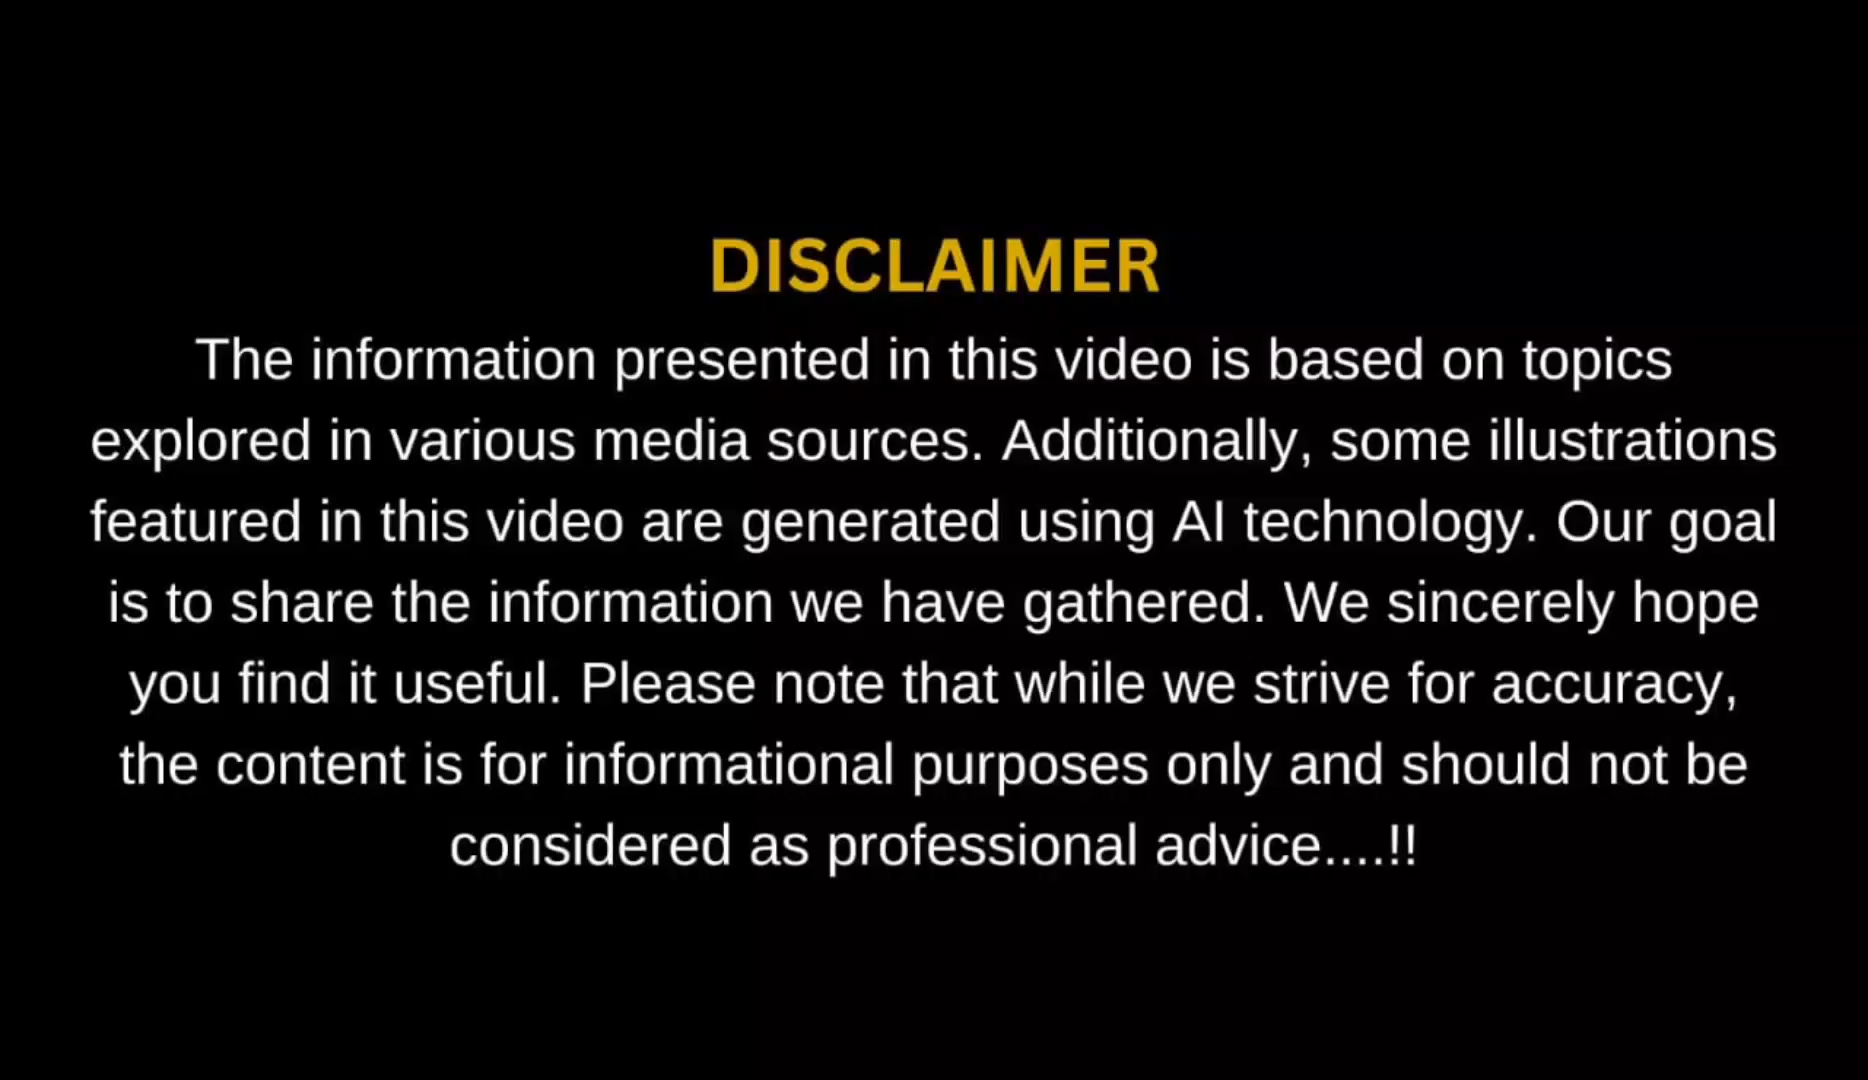 DISCLAIMER
The information presented in this video is based on topics
explored in various media sources. Additionally, some illustrations
featured in this video are generated using AI technology. Our goal
is to share the information we have gathered. We sincerely hope
you find it useful. Please note that while we strive for accuracy,
the content is for informational purposes only and should not be
considered as professional advice....!!